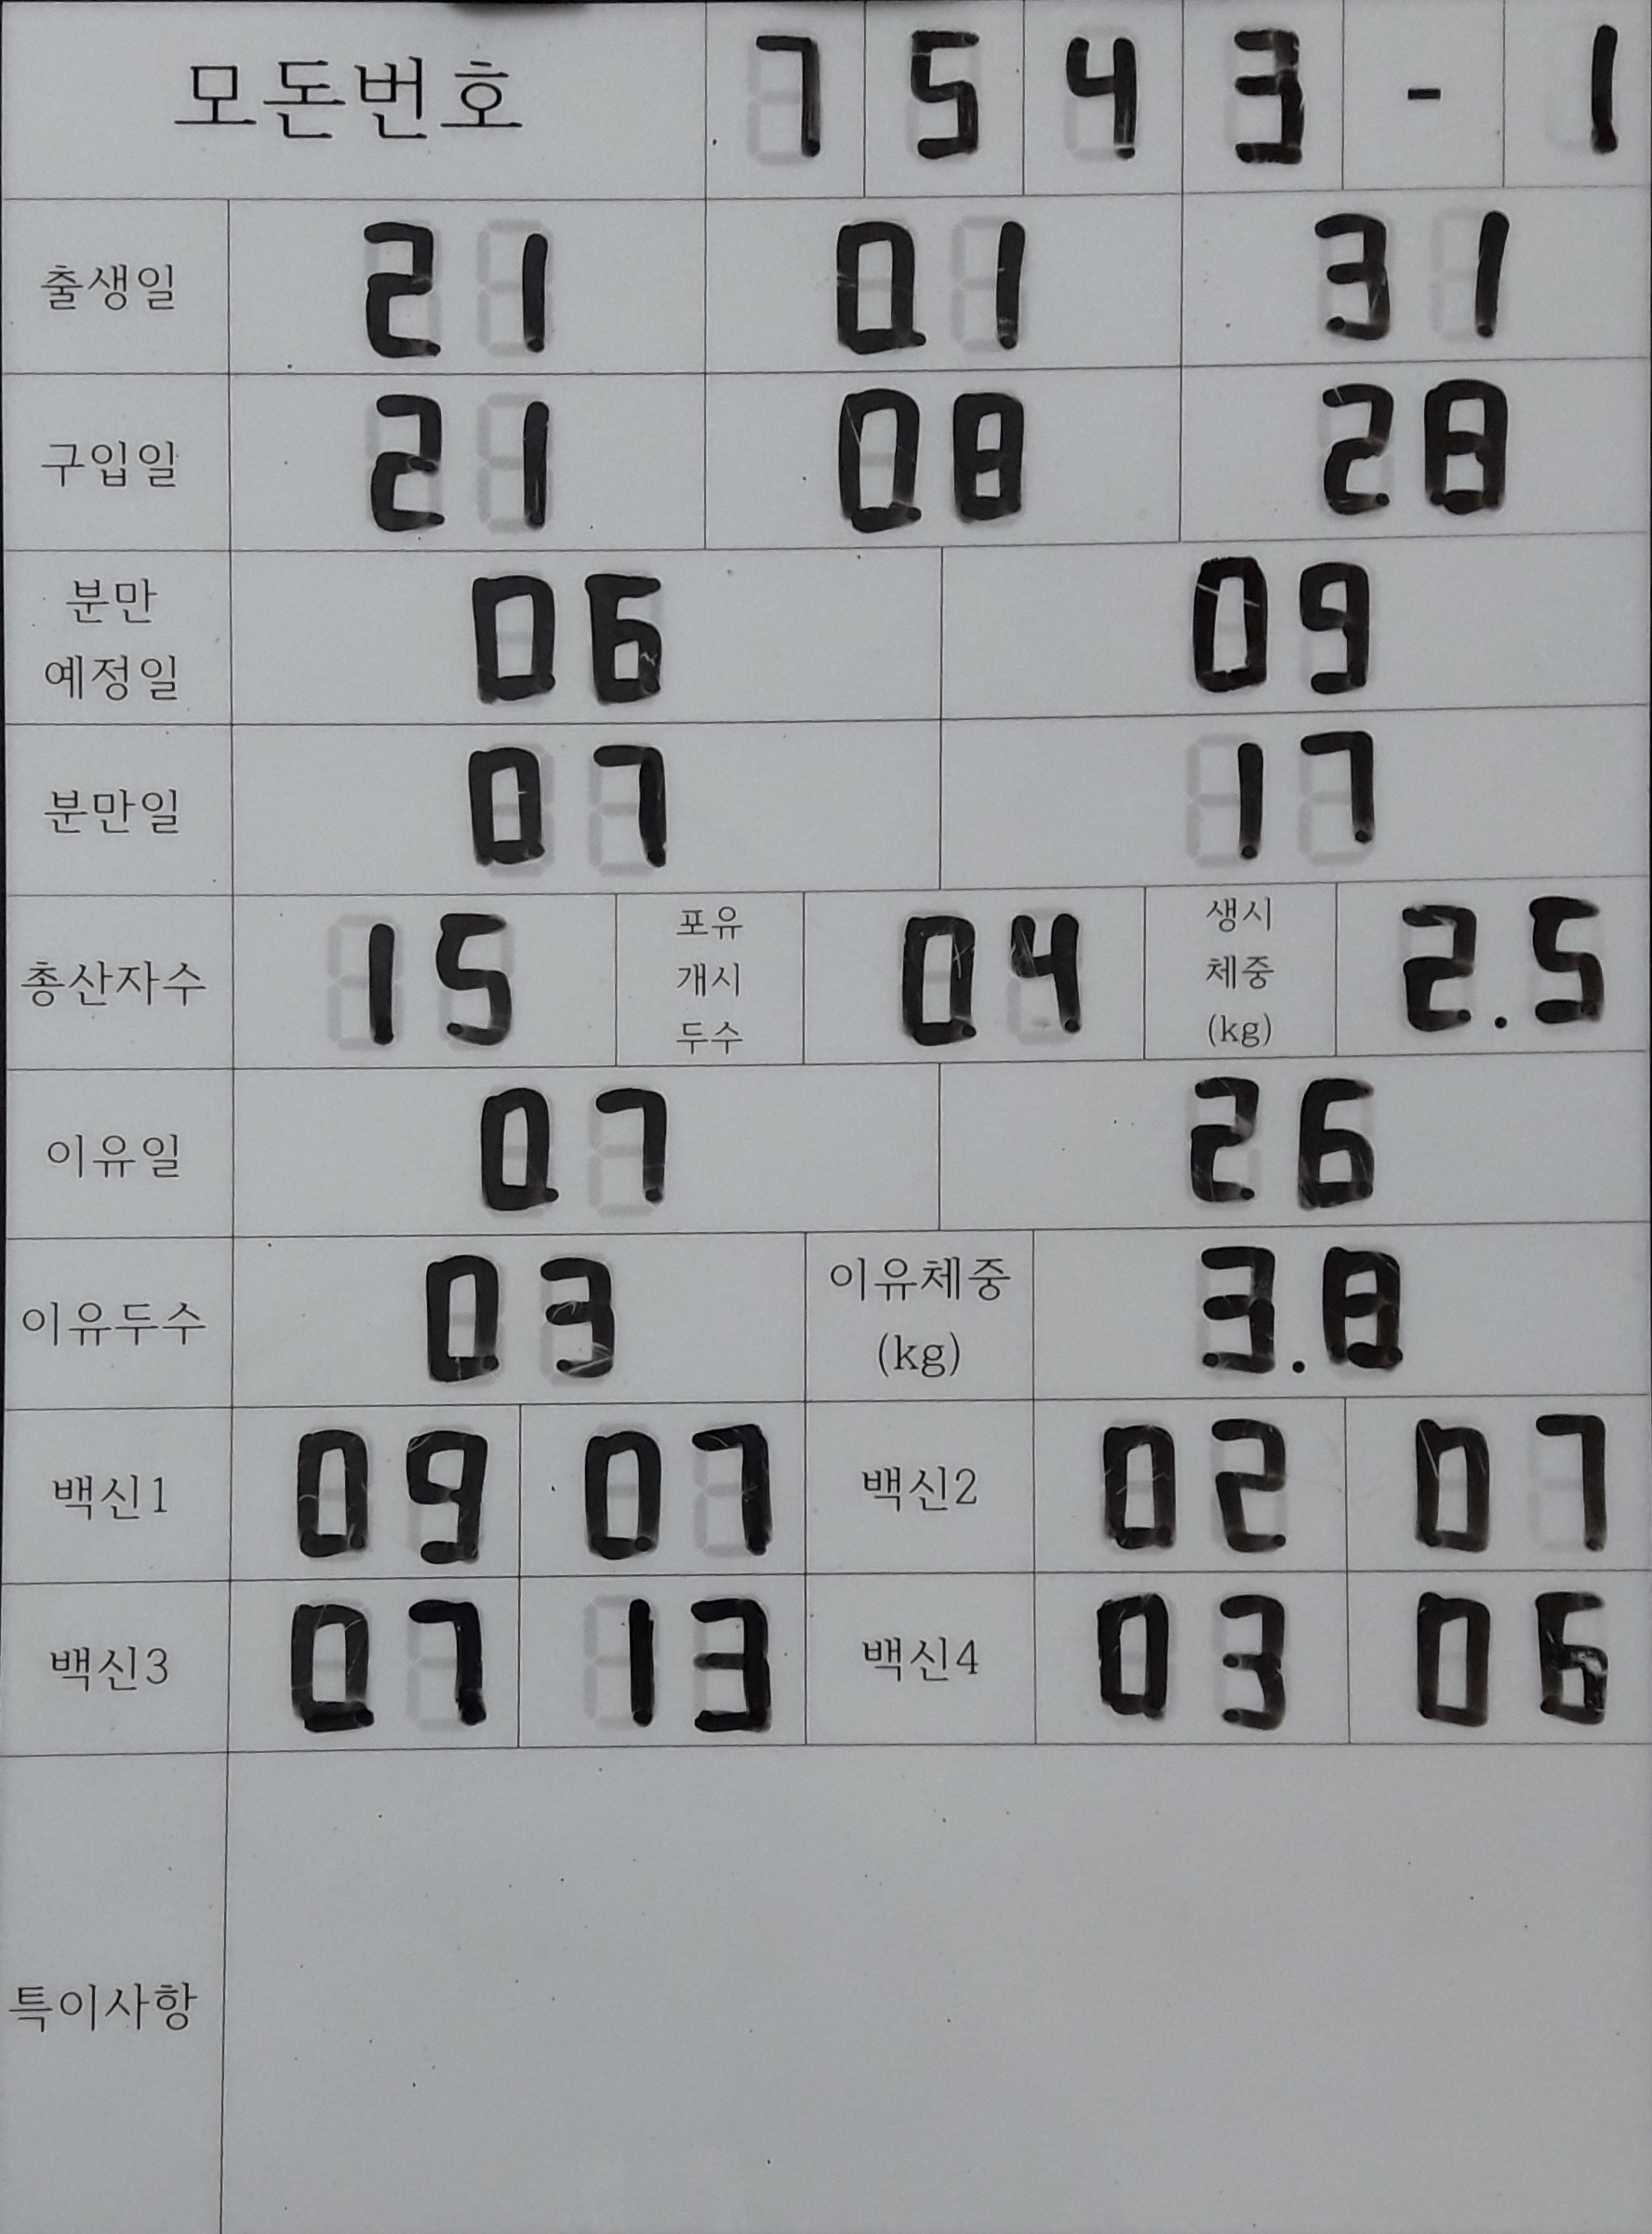 모돈번호 7 5 4 3 - 1
출생일 21 01 31
구입일 21 08 28
분만 예정일 06 09
분만일 07 17
총산자수 15 포유 개시 두수 04 생시 체중 (kg) 2.5
이유일 07 26
이유두수 03 이유체중 (kg) 3.8
백신1 09 07 백신2 02 07
백신3 07 13 백신4 03 06
특이사항